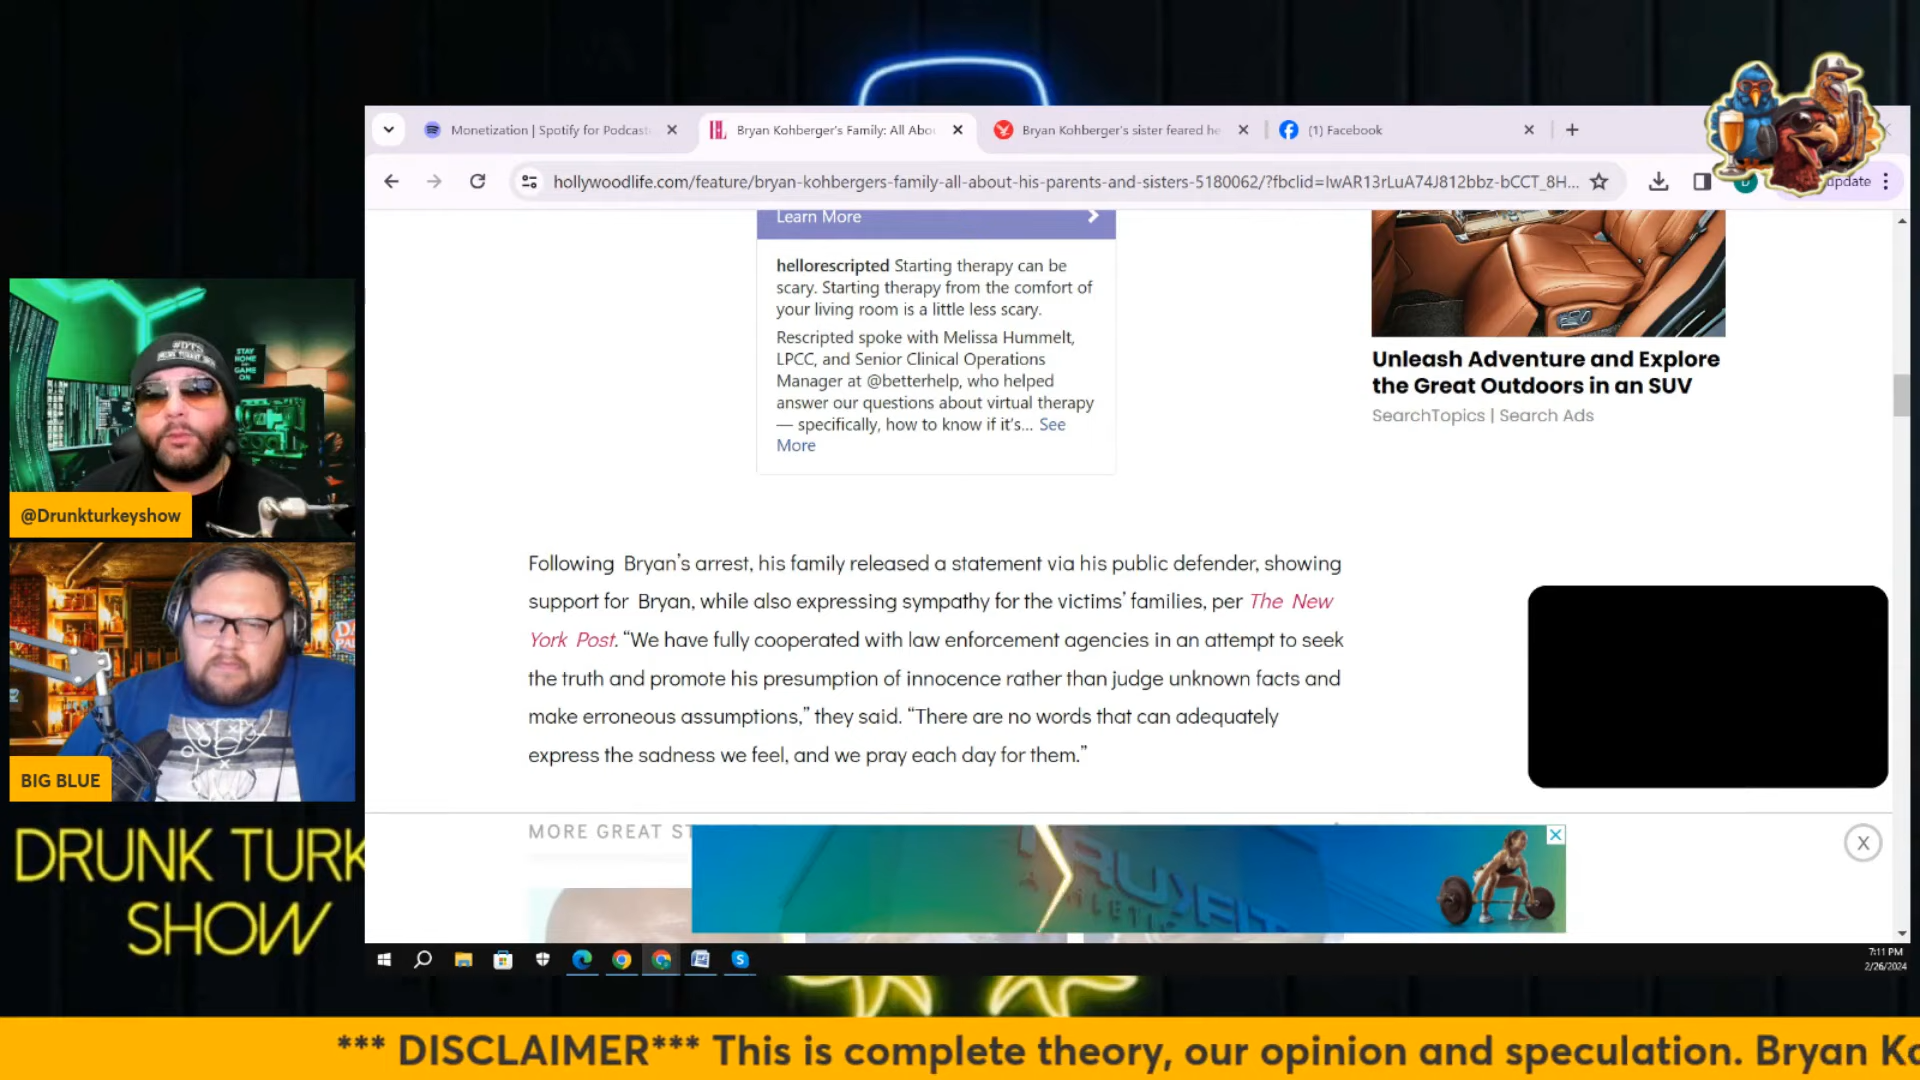 Monetization | Spotify for Podcast
Bryan Kohberger's Family: All Abou
Bryan Kohberger's sister feared he
(1) Facebook
hollywoodlife.com/feature/bryan-kohbergers-family-all-about-his-parents-and-sisters-5180062/?fbclid=IwAR13rLuA74J812bbz-bCCT_8H...
update
Learn More
hellorescripted Starting therapy can be
scary. Starting therapy from the comfort of
your living room is a little less scary.
Rescripted spoke with Melissa Hummelt,
LPCC, and Senior Clinical Operations
Manager at @betterhelp, who helped
answer our questions about virtual therapy
— specifically, how to know if it's... See
More
Unleash Adventure and Explore
the Great Outdoors in an SUV
SearchTopics | Search Ads
STAY
HOME
GAME
ON
#DTS
@Drunkturkeyshow
BIG BLUE
DRUNK TURK
SHOW
Following Bryan's arrest, his family released a statement via his public defender, showing
support for Bryan, while also expressing sympathy for the victims' families, per The New
York Post. “We have fully cooperated with law enforcement agencies in an attempt to seek
the truth and promote his presumption of innocence rather than judge unknown facts and
make erroneous assumptions,” they said. “There are no words that can adequately
express the sadness we feel, and we pray each day for them.”
MORE GREAT ST
TRUFIT
ATHLETIC
X
7:11 PM
2/26/2024
*** DISCLAIMER*** This is complete theory, our opinion and speculation. Bryan Ko